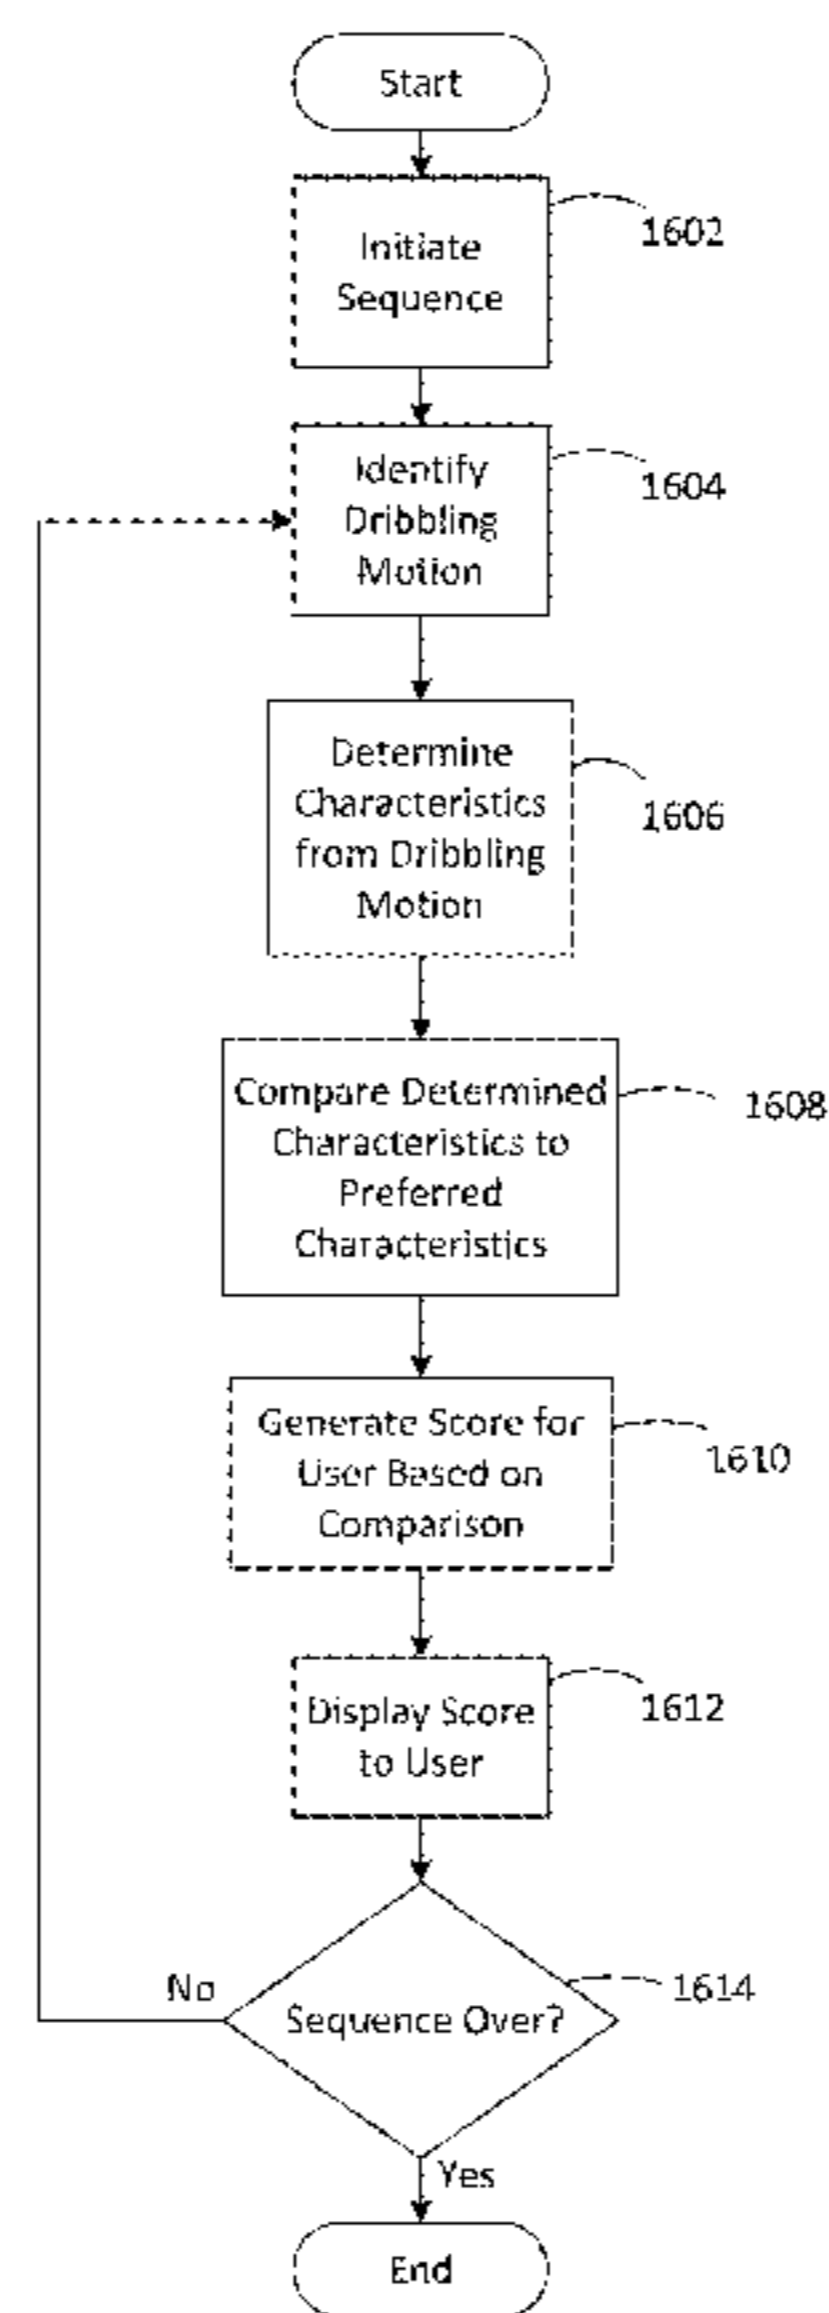 Start
Initiate
Sequence
1602
Identify
Dribbling
Motion
1604
Determine
Characteristics
from Dribbling
Motion
1606
Compare Determined
Characteristics to
Preferred
Characteristics
1608
Generate Score for
User Based on
Comparison
1610
Display Score
to User
1612
Sequence Over?
1614
No
Yes
End